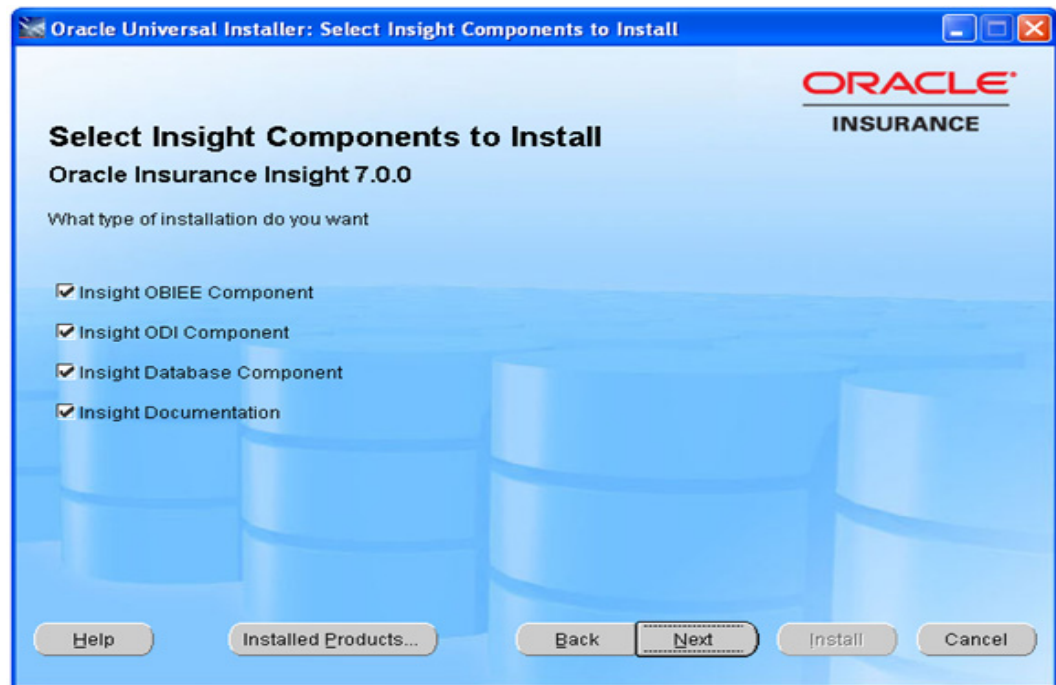 Oracle Universal Installer: Select Insight Components to Install
ORACLE
INSURANCE
Select Insight Components to Install
Oracle Insurance Insight 7.0.0
What type of installation do you want
Insight OBIEE Component
Insight ODI Component
Insight Database Component
Insight Documentation
Help Installed Products... Back Next Install Cancel